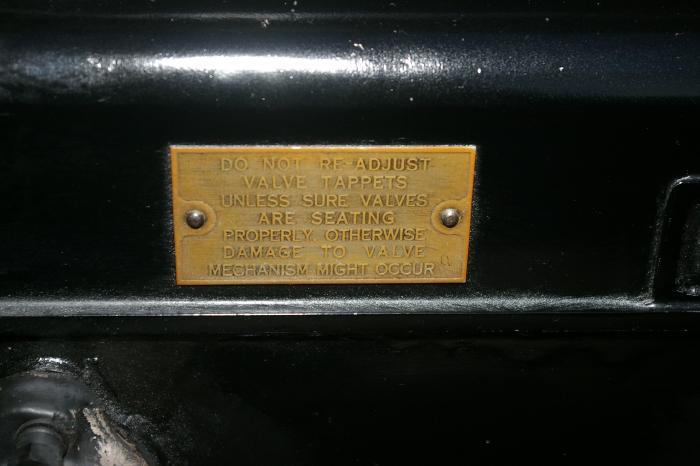 DO NOT RE-ADJUST
VALVE TAPPETS
UNLESS SURE VALVES
ARE SEATING
PROPERLY, OTHERWISE
DAMAGE TO VALVE
MECHANISM MIGHT OCCUR